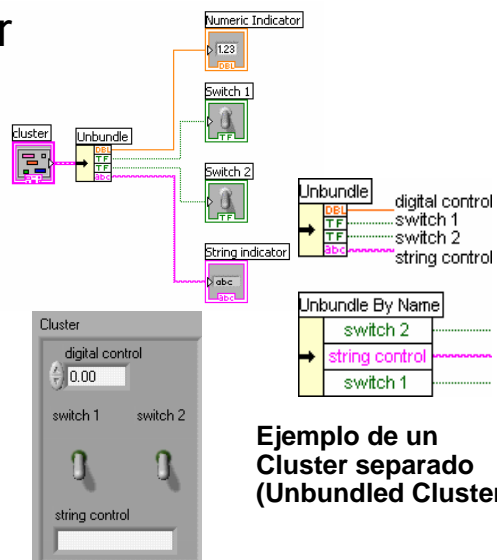 r
Numeric Indicator
1.23
DBL
Switch 1
TF
cluster
Unbundle
DBL
TF
TF
abc
Switch 2
TF
String indicator
abc
abc
Unbundle
DBL
digital control
TF
switch 1
TF
switch 2
abc
string control
Unbundle By Name
switch 2
string control
switch 1
Cluster
digital control
0.00
switch 1 switch 2
string control
Ejemplo de un
Cluster separado
(Unbundled Cluster